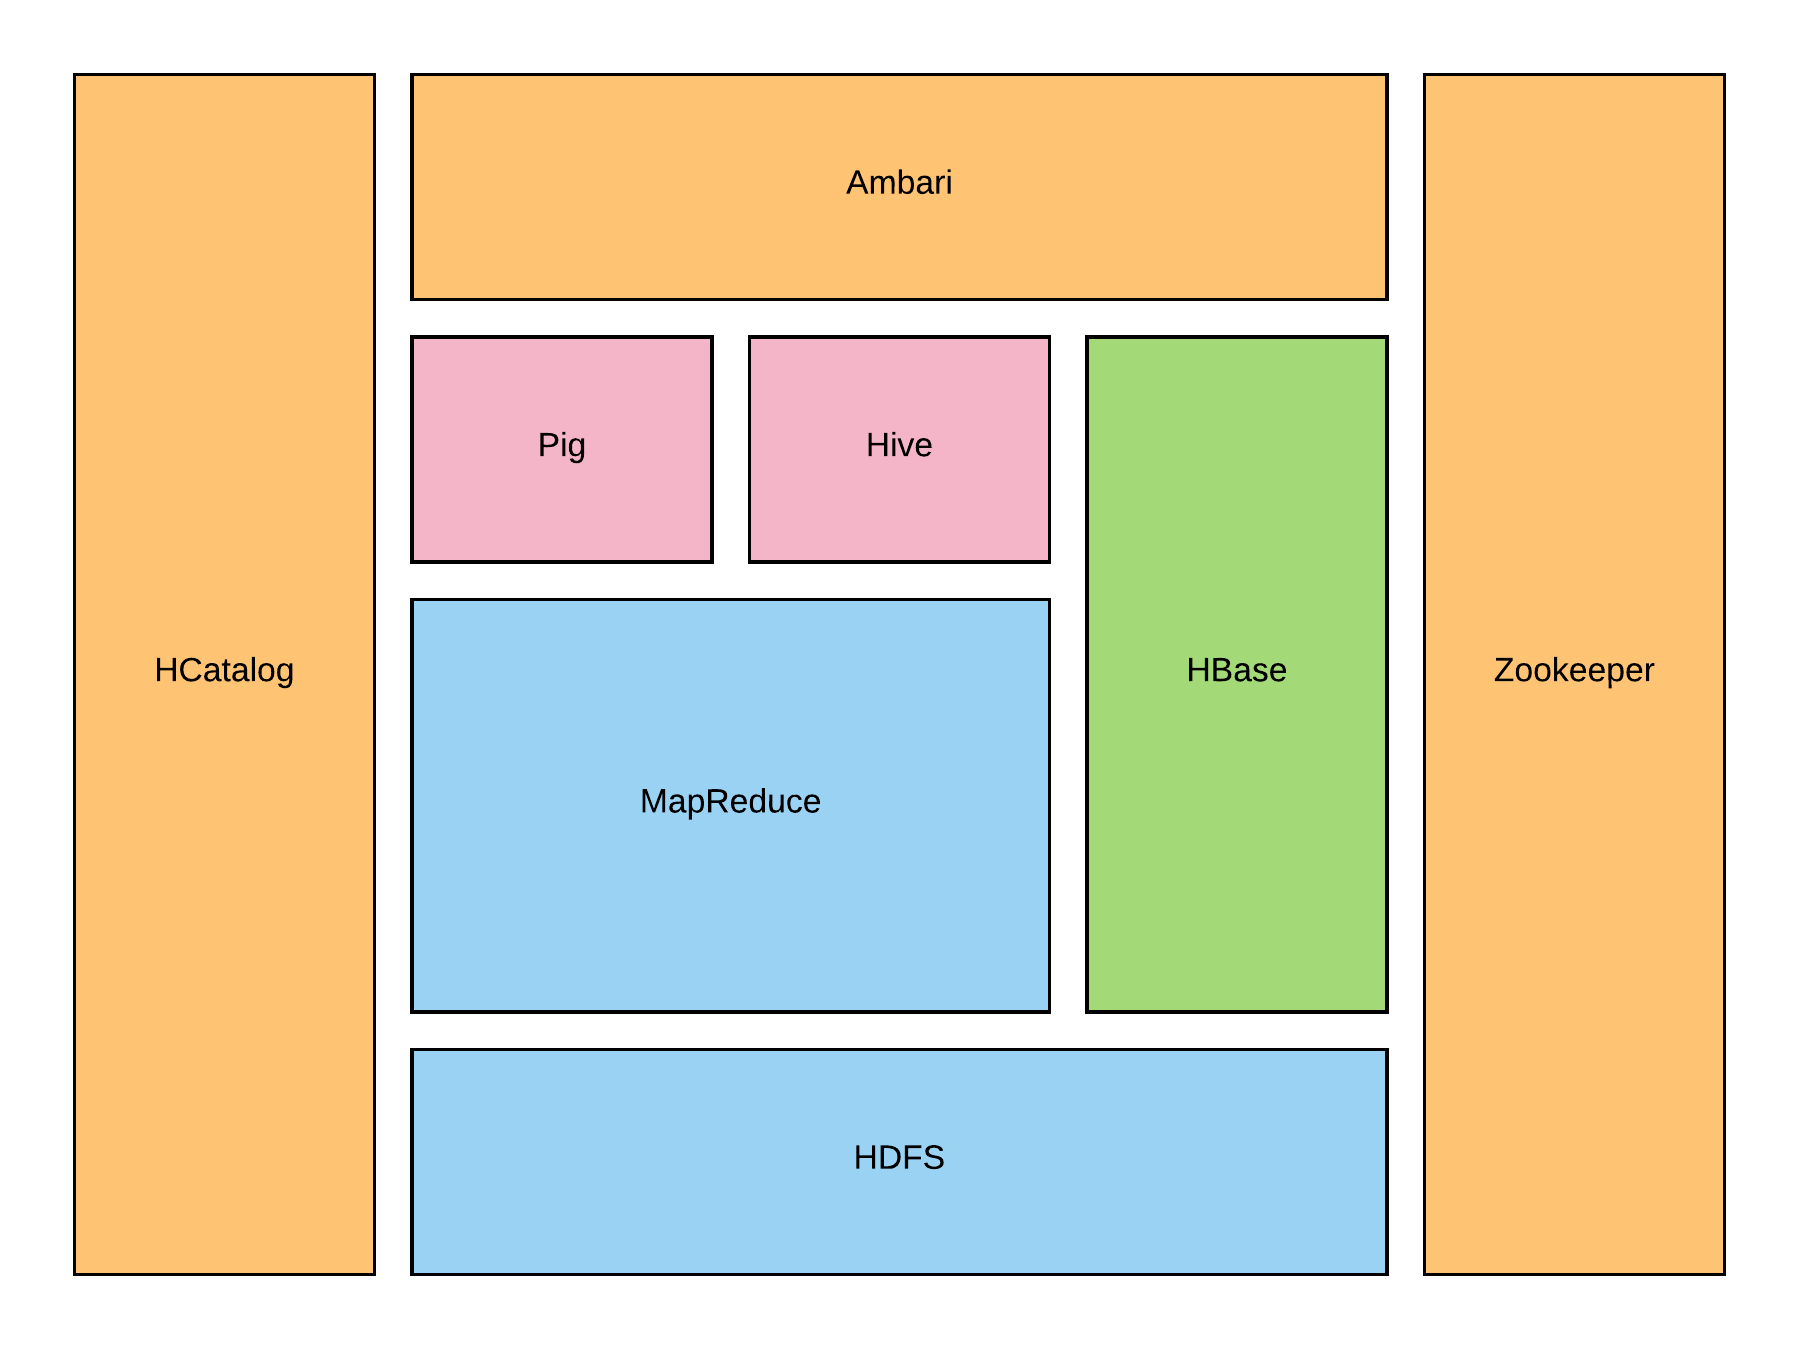 Ambari
Pig
Hive
HCatalog
HBase
Zookeeper
MapReduce
HDFS